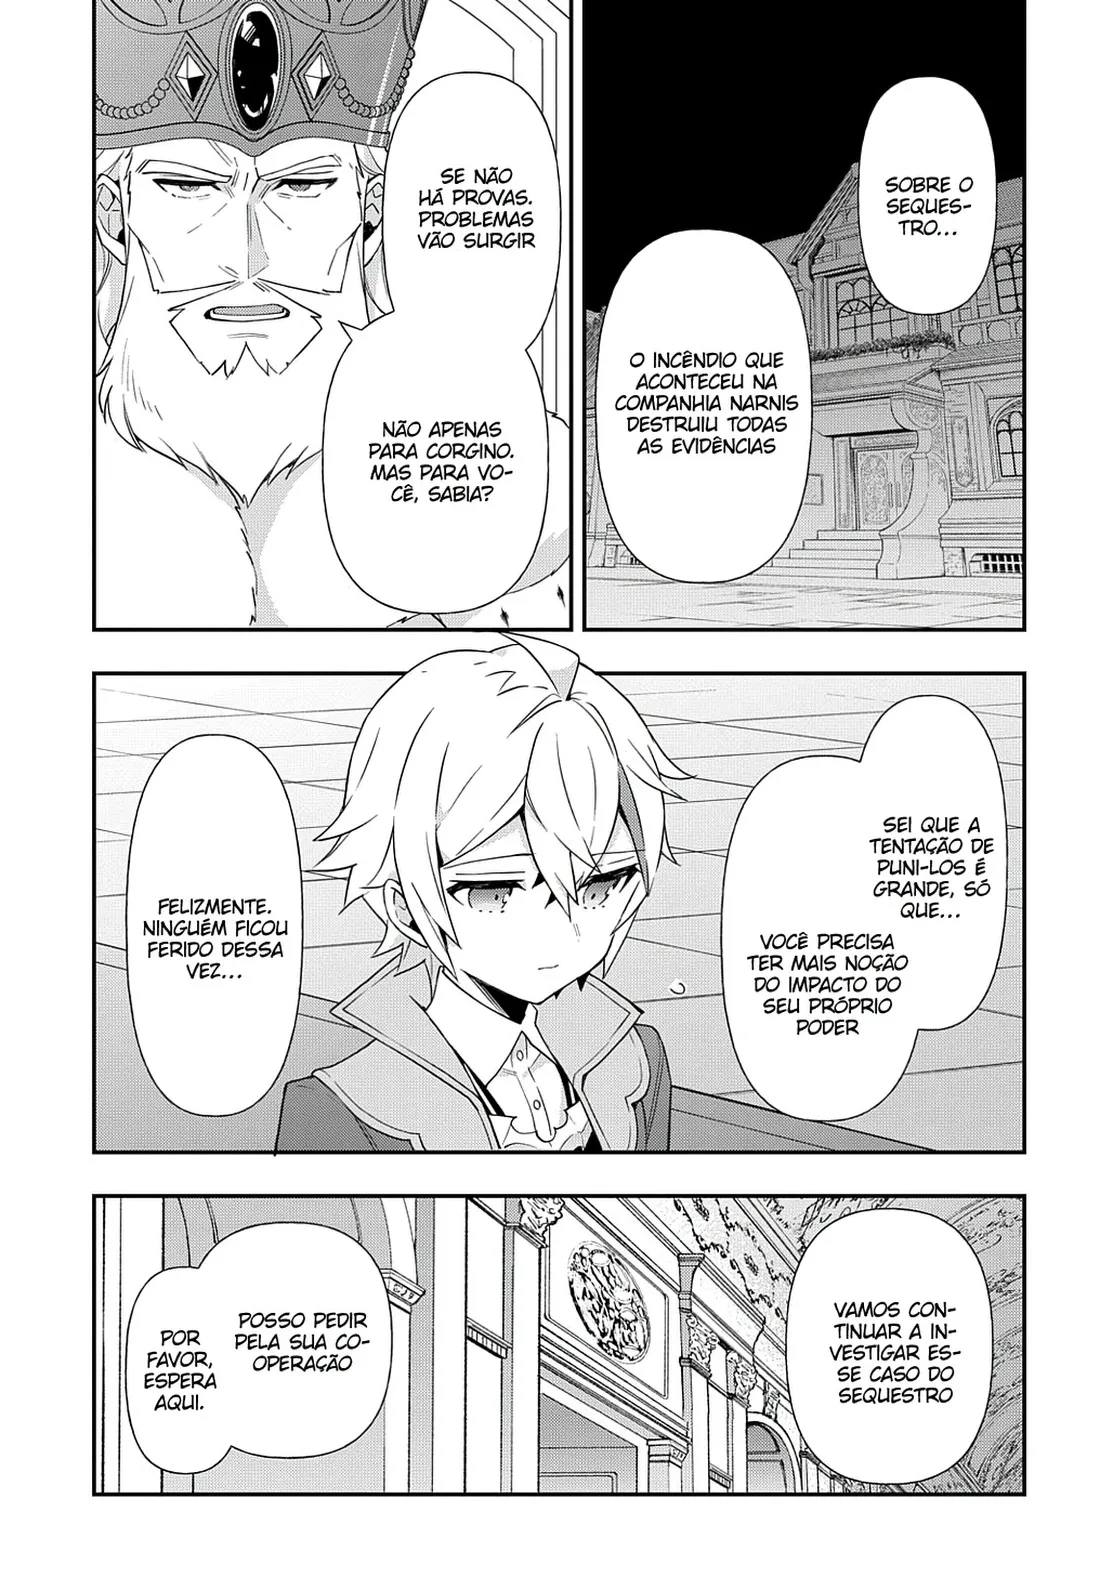 SOBRE O
SEQUES-
TRO...
O INCÊNDIO QUE
ACONTECEU NA
COMPANHIA NARNIS
DESTRUIU TODAS
AS EVIDÊNCIAS
SE NÃO
HÁ PROVAS.
PROBLEMAS
VÃO SURGIR
NÃO APENAS
PARA CORGINO.
MAS PARA VO-
CÊ, SABIA?
SEI QUE A
TENTAÇÃO DE
PUNI-LOS É
GRANDE, SÓ
QUE...
VOCÊ PRECISA
TER MAIS NOÇÃO
DO IMPACTO DO
SEU PRÓPRIO
PODER
FELIZMENTE.
NINGUÉM FICOU
FERIDO DESSA
VEZ...
VAMOS CON-
TINUAR A IN-
VESTIGAR ES-
SE CASO DO
SEQUESTRO
POSSO PEDIR
PELA SUA CO-
OPERAÇÃO
POR
FAVOR,
ESPERA
AQUI.